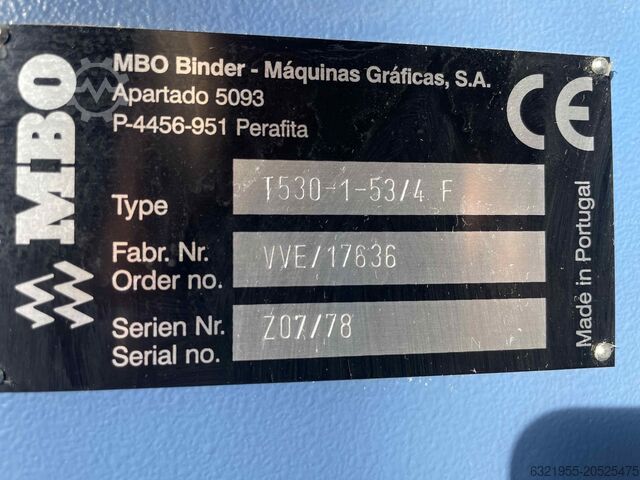 MBO
MBO Binder - Máquinas Gráficas, S.A.
Apartado 5093
P-4456-951 Perafita
CE
Type T530-1-53/4 F
Fabr. Nr.
Order no. VVE/17636
Serien Nr.
Serial no. Z07/78
Made in Portugal
6321955-20525475